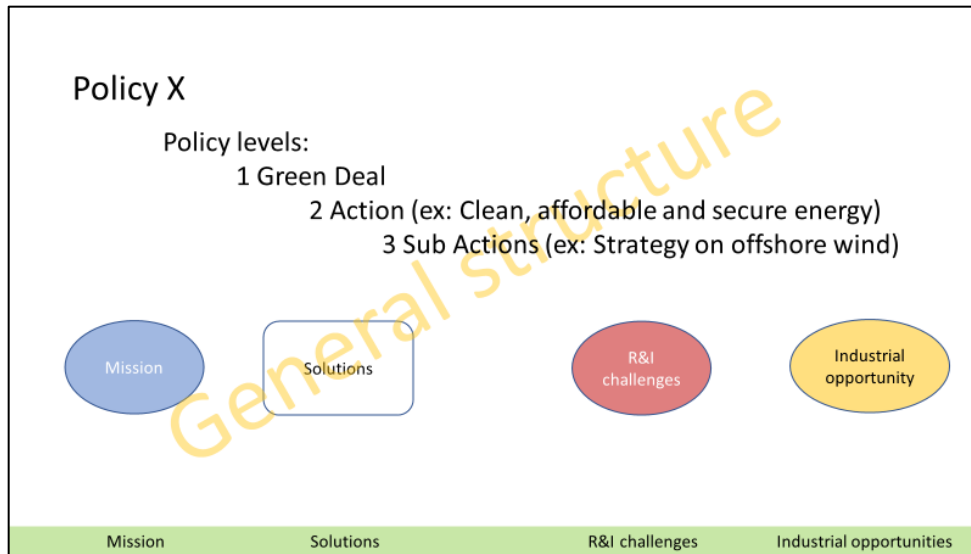 Policy X
Policy levels:
1 Green Deal
2 Action (ex: Clean, affordable and secure energy)
3 Sub Actions (ex: Strategy on offshore wind)
General structure
Mission
Solutions
R&I
challenges
Industrial
opportunity
Mission
Solutions
R&I challenges
Industrial opportunities